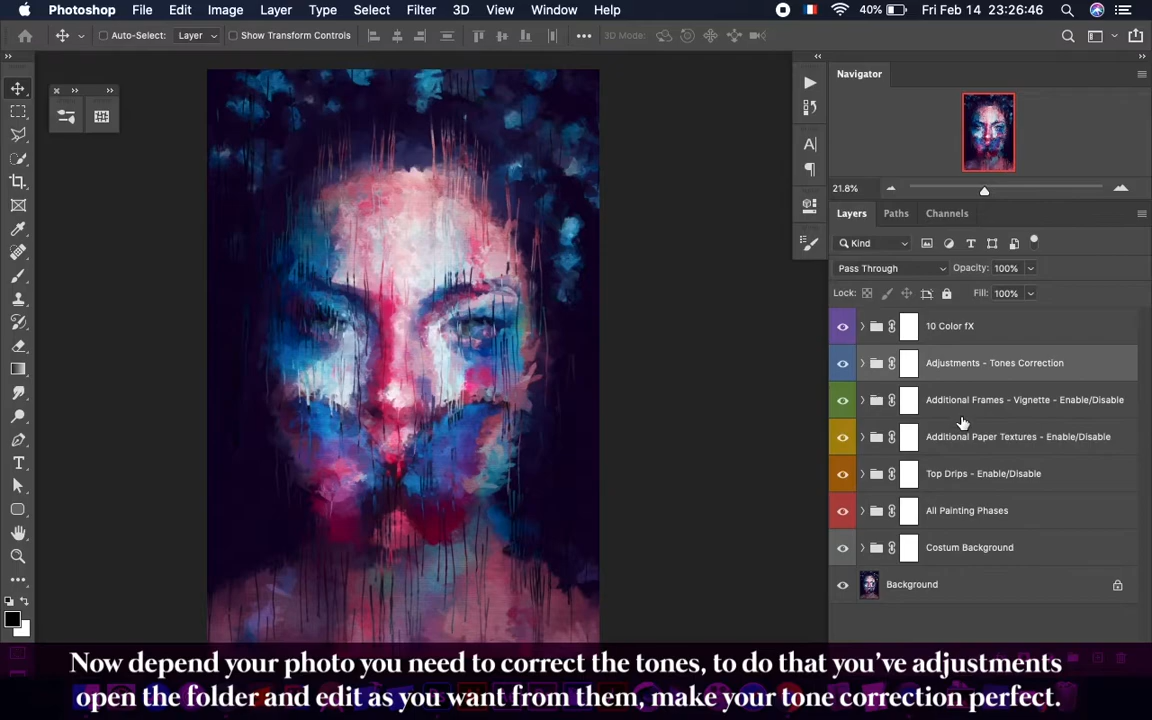 Photoshop File Edit Image Layer Type Select Filter 3D View Window Help 40% Fri Feb 14 23:26:46
Auto-Select: Layer Show Transform Controls 3D Mode:
Navigator
21.8%
Layers Paths Channels
Kind
Pass Through Opacity: 100%
Lock: Fill: 100%
10 Color fX
Adjustments - Tones Correction
Additional Frames - Vignette - Enable/Disable
Additional Paper Textures - Enable/Disable
Top Drips - Enable/Disable
All Painting Phases
Costum Background
Background
Now depend your photo you need to correct the tones, to do that you've adjustments
open the folder and edit as you want from them, make your tone correction perfect.